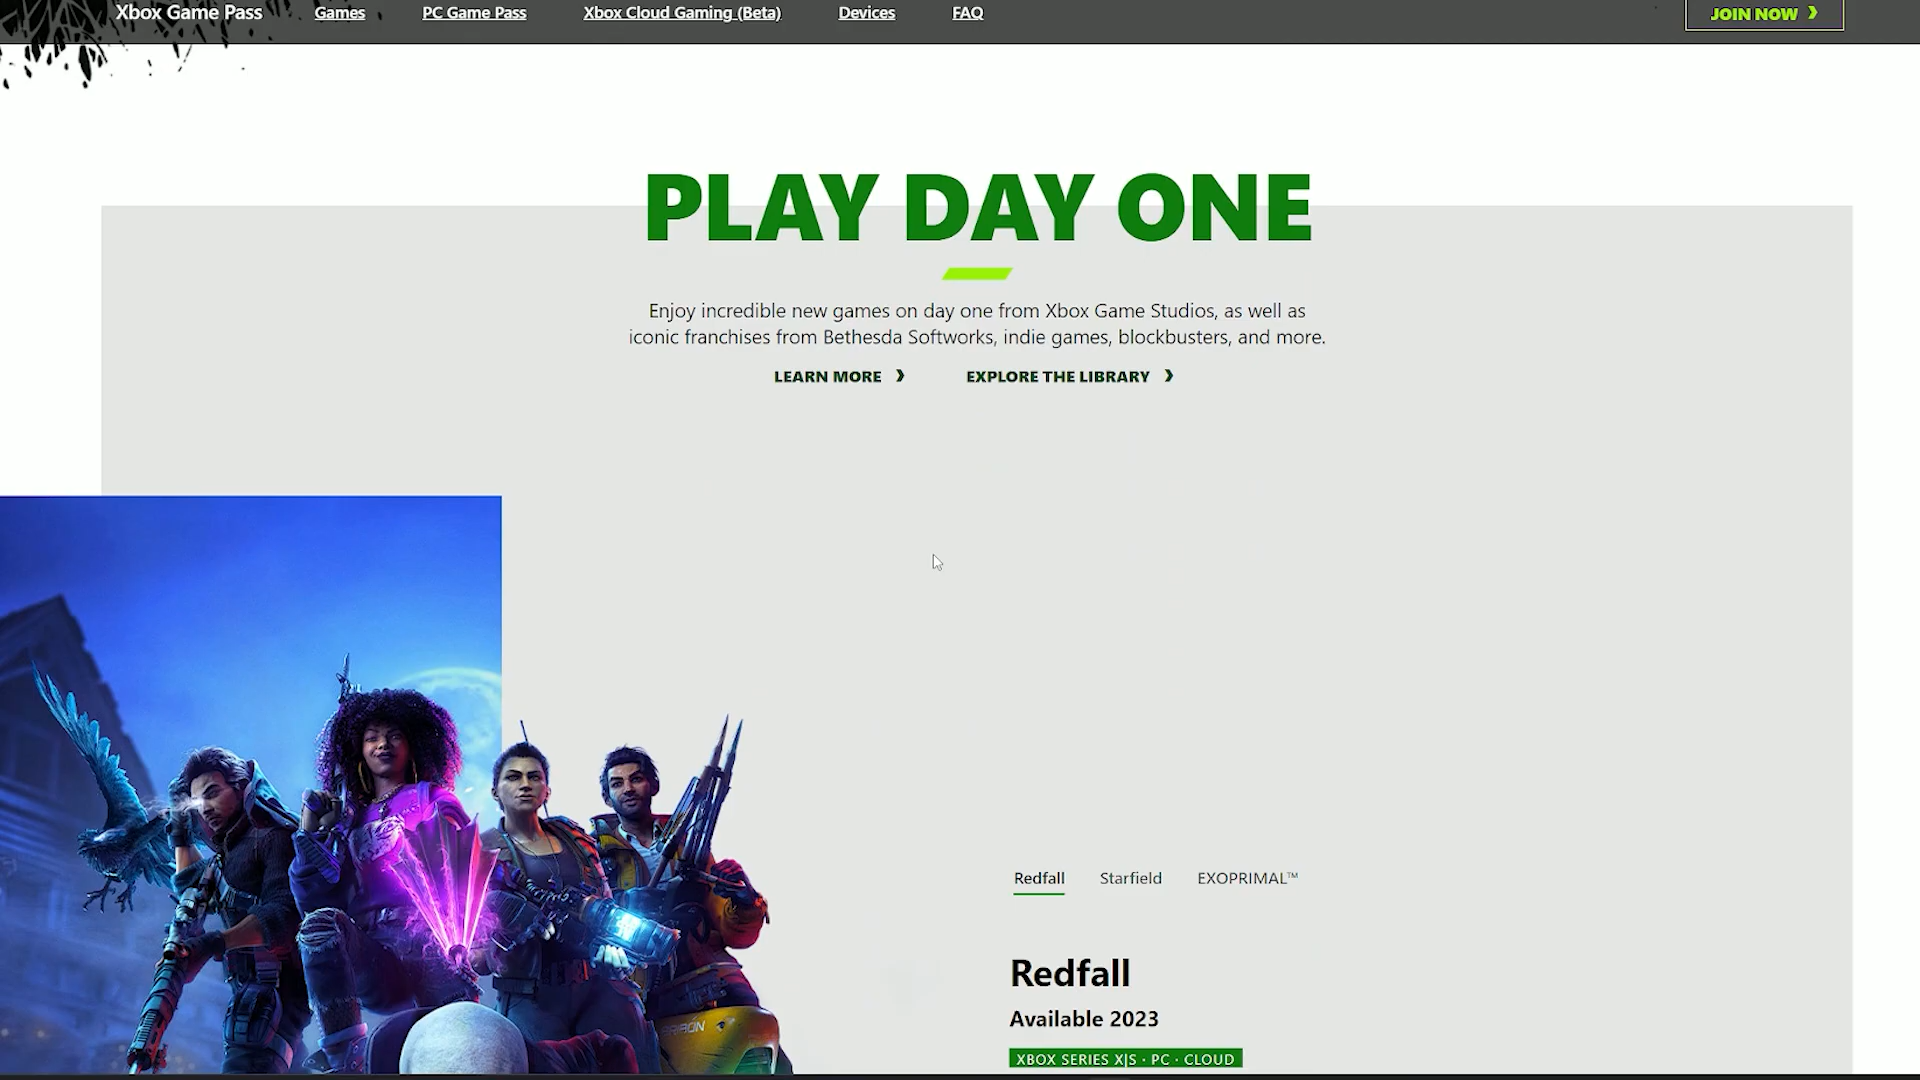 Xbox Game Pass Games PC Game Pass Xbox Cloud Gaming (Beta) Devices FAQ JOIN NOW
PLAY DAY ONE
Enjoy incredible new games on day one from Xbox Game Studios, as well as
iconic franchises from Bethesda Softworks, indie games, blockbusters, and more.
LEARN MORE EXPLORE THE LIBRARY
Redfall Starfield EXOPRIMAL™
Redfall
Available 2023
XBOX SERIES X|S · PC · CLOUD